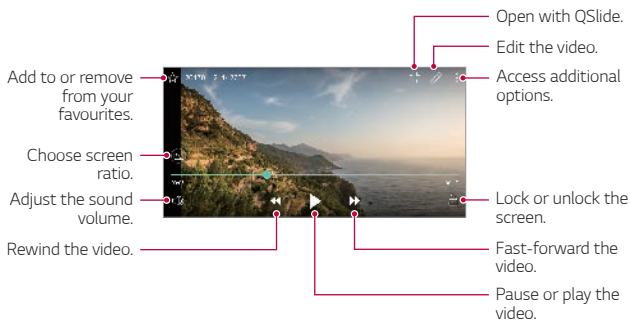 Open with QSlide.
Edit the video.
Access additional
options.
Add to or remove
from your
favourites.
Choose screen
ratio.
Adjust the sound
volume.
Rewind the video.
Lock or unlock the
screen.
Fast-forward the
video.
Pause or play the
video.